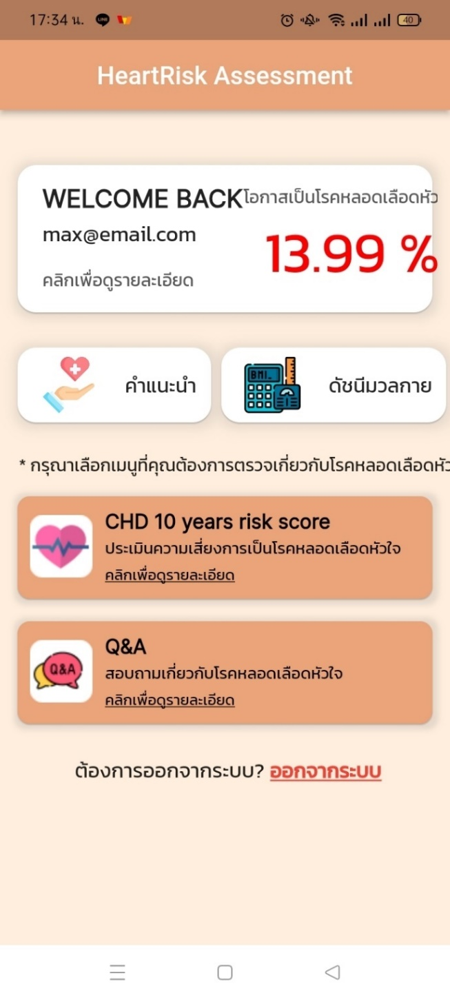 17:34 น.
LINE
40
HeartRisk Assessment
WELCOME BACK
โอกาสเป็นโรคหลอดเลือดหัว
max@email.com
13.99 %
คลิกเพื่อดูรายละเอียด
คำแนะนำ
BMI_
ดัชนีมวลกาย
* กรุณาเลือกเมนูที่คุณต้องการตรวจเกี่ยวกับโรคหลอดเลือดหัว
CHD 10 years risk score
ประเมินความเสี่ยงการเป็นโรคหลอดเลือดหัวใจ
คลิกเพื่อดูรายละเอียด
Q&A
Q&A
สอบถามเกี่ยวกับโรคหลอดเลือดหัวใจ
คลิกเพื่อดูรายละเอียด
ต้องการออกจากระบบ? ออกจากระบบ